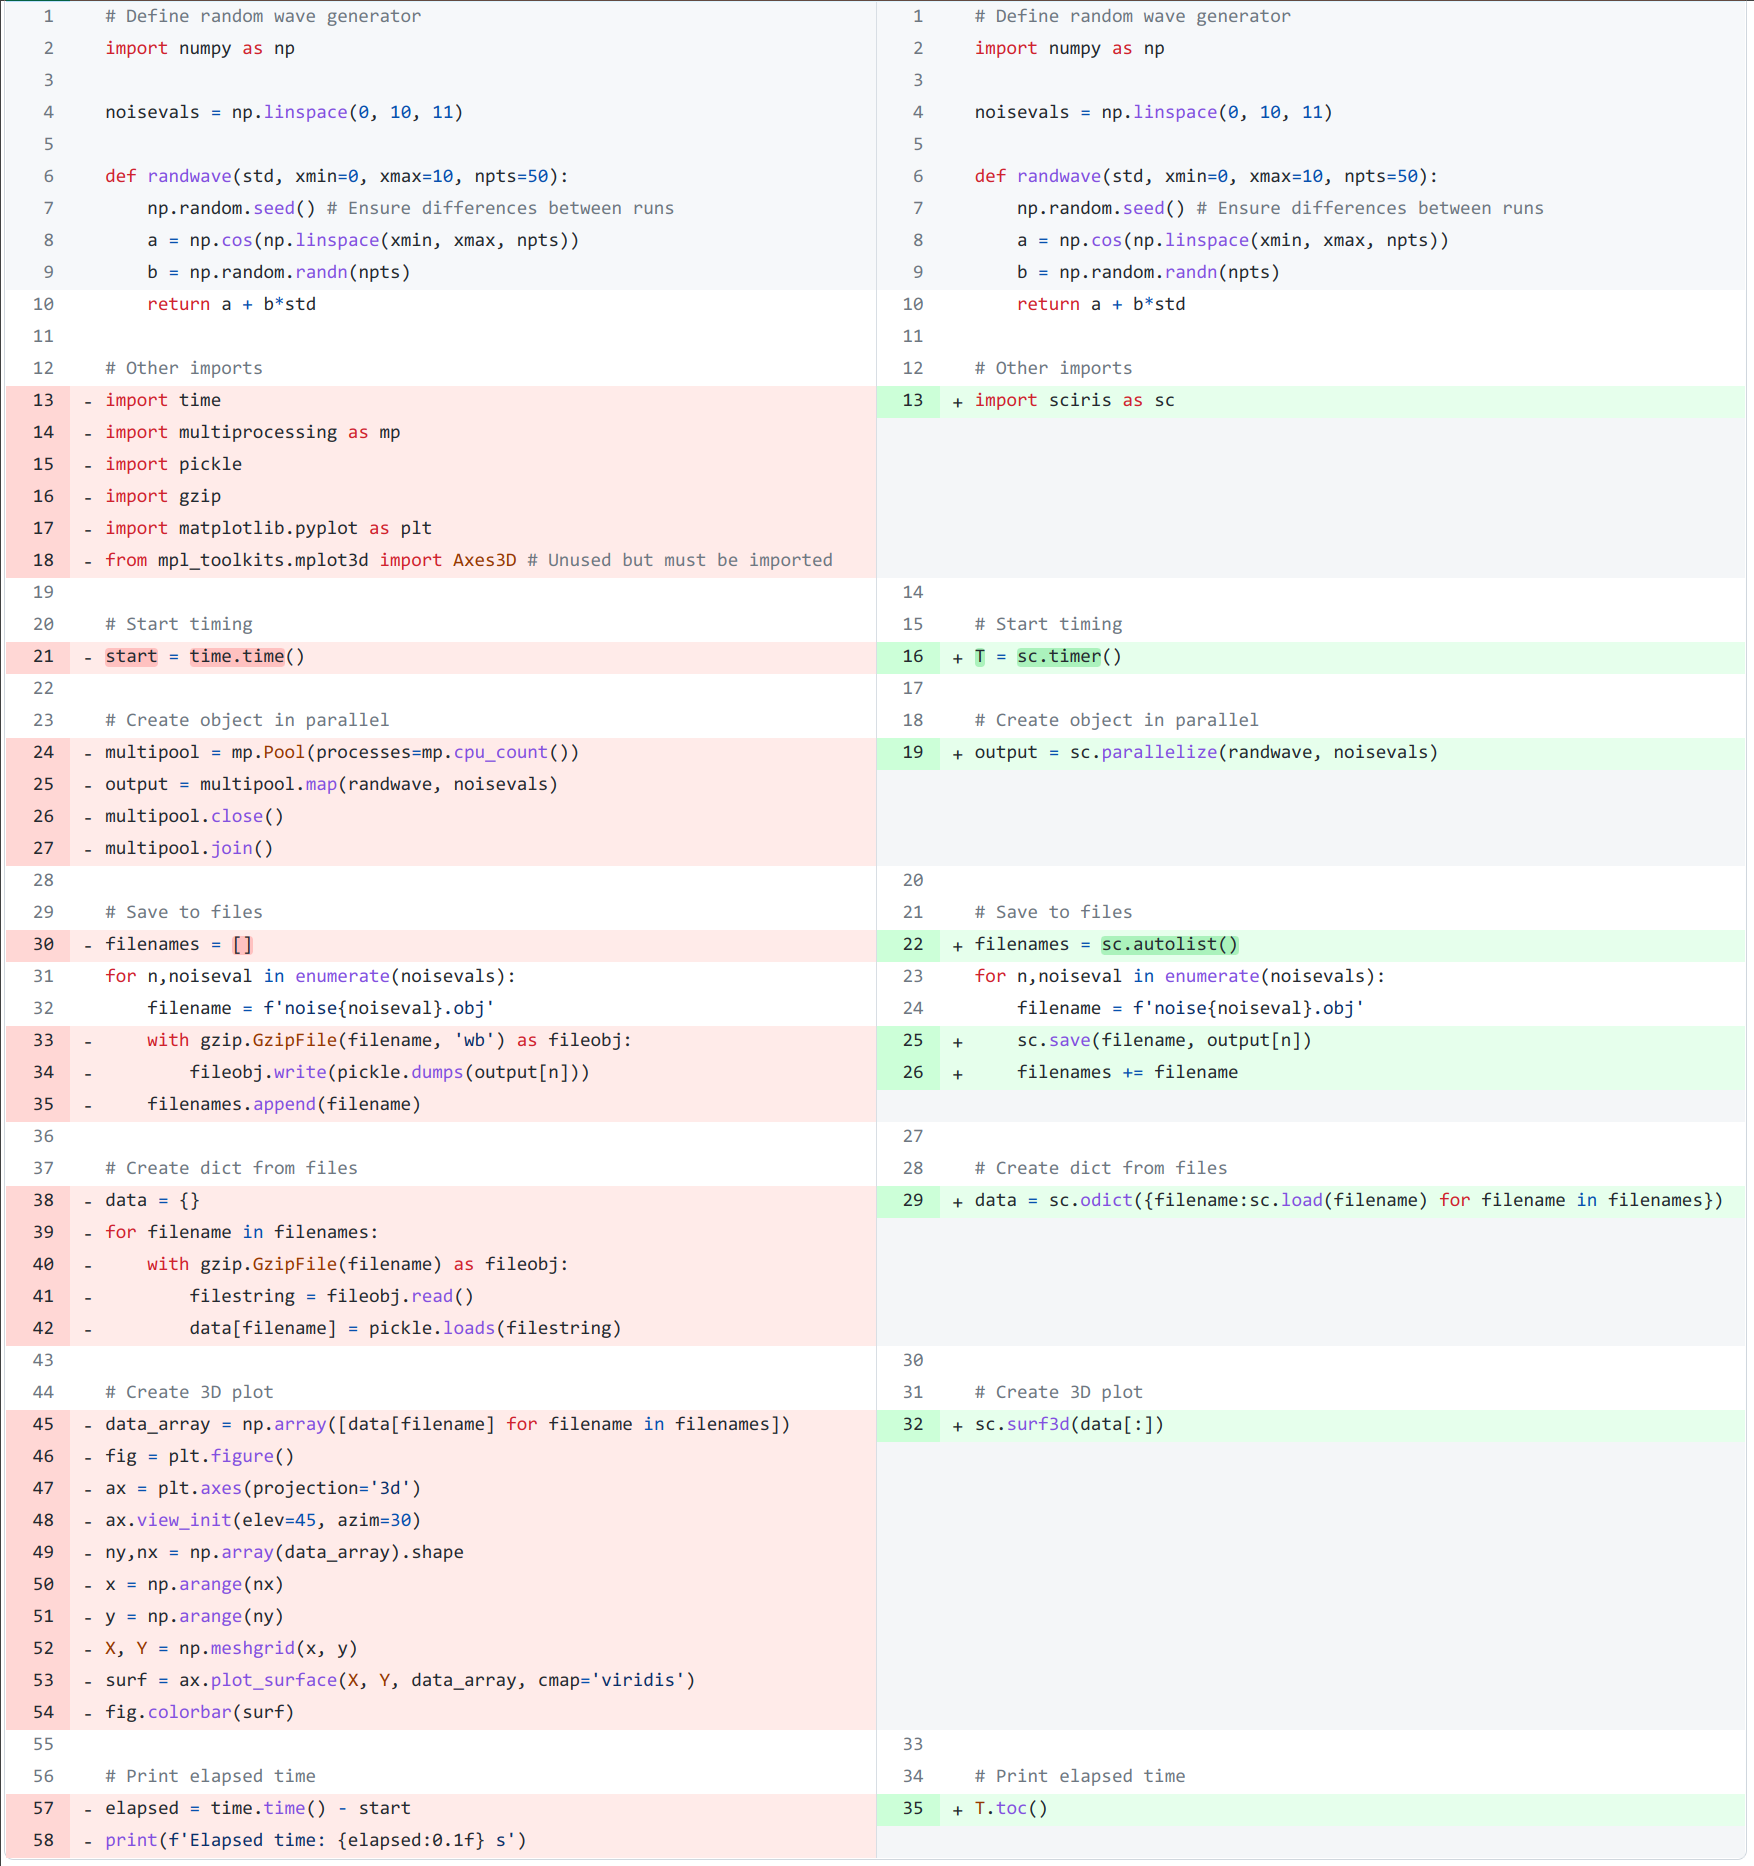 1 # Define random wave generator
2 import numpy as np
3
4 noisevals = np.linspace(0, 10, 11)
5
6 def randwave(std, xmin=0, xmax=10, npts=50):
7     np.random.seed() # Ensure differences between runs
8     a = np.cos(np.linspace(xmin, xmax, npts))
9     b = np.random.randn(npts)
10     return a + b*std
11
12 # Other imports
13 - import time
14 - import multiprocessing as mp
15 - import pickle
16 - import gzip
17 - import matplotlib.pyplot as plt
18 - from mpl_toolkits.mplot3d import Axes3D # Unused but must be imported
19
20 # Start timing
21 - start = time.time()
22
23 # Create object in parallel
24 - multipool = mp.Pool(processes=mp.cpu_count())
25 - output = multipool.map(randwave, noisevals)
26 - multipool.close()
27 - multipool.join()
28
29 # Save to files
30 - filenames = []
31 for n,noiseval in enumerate(noisevals):
32     filename = f'noise{noiseval}.obj'
33 -     with gzip.GzipFile(filename, 'wb') as fileobj:
34 -         fileobj.write(pickle.dumps(output[n]))
35 -     filenames.append(filename)
36
37 # Create dict from files
38 - data = {}
39 - for filename in filenames:
40 -     with gzip.GzipFile(filename) as fileobj:
41 -         filestring = fileobj.read()
42 -         data[filename] = pickle.loads(filestring)
43
44 # Create 3D plot
45 - data_array = np.array([data[filename] for filename in filenames])
46 - fig = plt.figure()
47 - ax = plt.axes(projection='3d')
48 - ax.view_init(elev=45, azim=30)
49 - ny,nx = np.array(data_array).shape
50 - x = np.arange(nx)
51 - y = np.arange(ny)
52 - X, Y = np.meshgrid(x, y)
53 - surf = ax.plot_surface(X, Y, data_array, cmap='viridis')
54 - fig.colorbar(surf)
55
56 # Print elapsed time
57 - elapsed = time.time() - start
58 - print(f'Elapsed time: {elapsed:0.1f} s')
1 # Define random wave generator
2 import numpy as np
3
4 noisevals = np.linspace(0, 10, 11)
5
6 def randwave(std, xmin=0, xmax=10, npts=50):
7     np.random.seed() # Ensure differences between runs
8     a = np.cos(np.linspace(xmin, xmax, npts))
9     b = np.random.randn(npts)
10     return a + b*std
11
12 # Other imports
13 + import sciris as sc
14
15 # Start timing
16 + T = sc.timer()
17
18 # Create object in parallel
19 + output = sc.parallelize(randwave, noisevals)
20
21 # Save to files
22 + filenames = sc.autolist()
23 for n,noiseval in enumerate(noisevals):
24     filename = f'noise{noiseval}.obj'
25 +     sc.save(filename, output[n])
26 +     filenames += filename
27
28 # Create dict from files
29 + data = sc.odict({filename:sc.load(filename) for filename in filenames})
30
31 # Create 3D plot
32 + sc.surf3d(data[:])
33
34 # Print elapsed time
35 + T.toc()